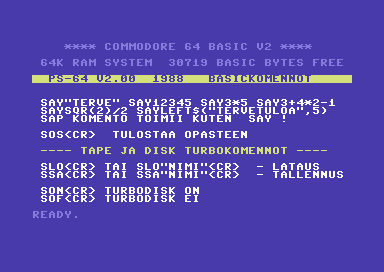 **** COMMODORE 64 BASIC V2 ****
64K RAM SYSTEM  30719 BASIC BYTES FREE
PS-64 V2.00  1988   BASICKOMENNOT
SAY"TERVE" SAY12345 SAY3*5 SAY3+4*2-1
SAYSQR(2)/2 SAYLEFT$("TERVETULOA",5)
SAP KOMENTO TOIMII KUTEN  SAY !
SOS<CR>  TULOSTAA OPASTEEN
---- TAPE JA DISK TURBOKOMENNOT ----
SLO<CR> TAI SLO"NIMI"<CR>  - LATAUS
SSA<CR> TAI SSA"NIMI"<CR>  - TALLENNUS
SON<CR> TURBODISK ON
SOF<CR> TURBODISK EI
READY.